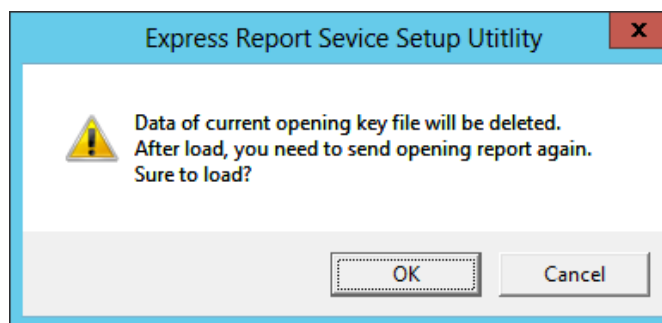 Express Report Sevice Setup Utitlity
x
Data of current opening key file will be deleted.
After load, you need to send opening report again.
Sure to load?
OK
Cancel